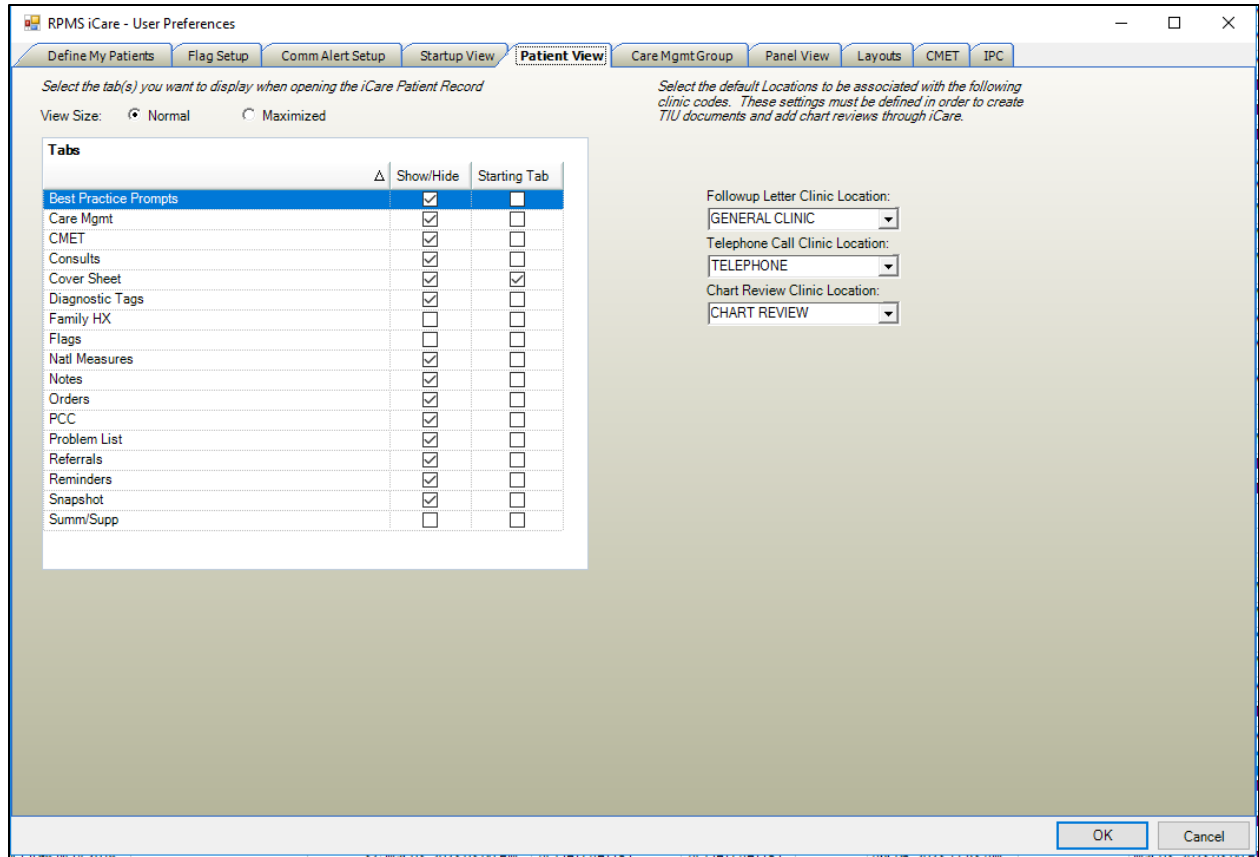 RPMS iCare - User Preferences
Define My Patients Flag Setup Comm Alert Setup Startup View Patient View Care Mgmt Group Panel View Layouts CMET IPC
Select the tab(s) you want to display when opening the iCare Patient Record
View Size: Normal Maximized
Tabs
Show/Hide Starting Tab
Best Practice Prompts
Care Mgmt
CMET
Consults
Cover Sheet
Diagnostic Tags
Family HX
Flags
Natl Measures
Notes
Orders
PCC
Problem List
Referrals
Reminders
Snapshot
Summ/Supp
Select the default Locations to be associated with the following
clinic codes. These settings must be defined in order to create
TIU documents and add chart reviews through iCare.
Followup Letter Clinic Location:
GENERAL CLINIC
Telephone Call Clinic Location:
TELEPHONE
Chart Review Clinic Location:
CHART REVIEW
OK Cancel